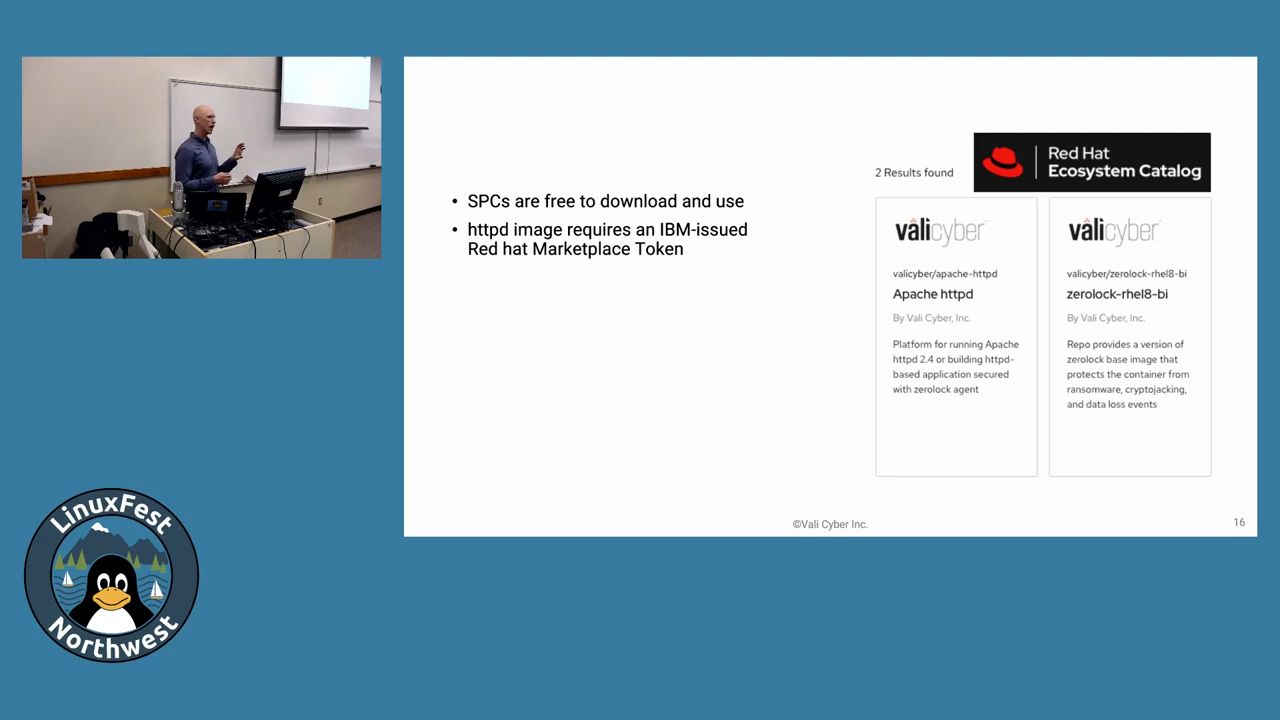 • SPCs are free to download and use
• httpd image requires an IBM-issued
Red hat Marketplace Token
2 Results found
Red Hat
Ecosystem Catalog
valicyber
valicyber/apache-httpd
Apache httpd
By Vali Cyber, Inc.
Platform for running Apache
httpd 2.4 or building httpd-
based application secured
with zerolock agent
valicyber
valicyber/zerolock-rhel8-bi
zerolock-rhel8-bi
By Vali Cyber, Inc.
Repo provides a version of
zerolock base image that
protects the container from
ransomware, cryptojacking,
and data loss events
©Vali Cyber Inc.
16
LinuxFest
Northwest